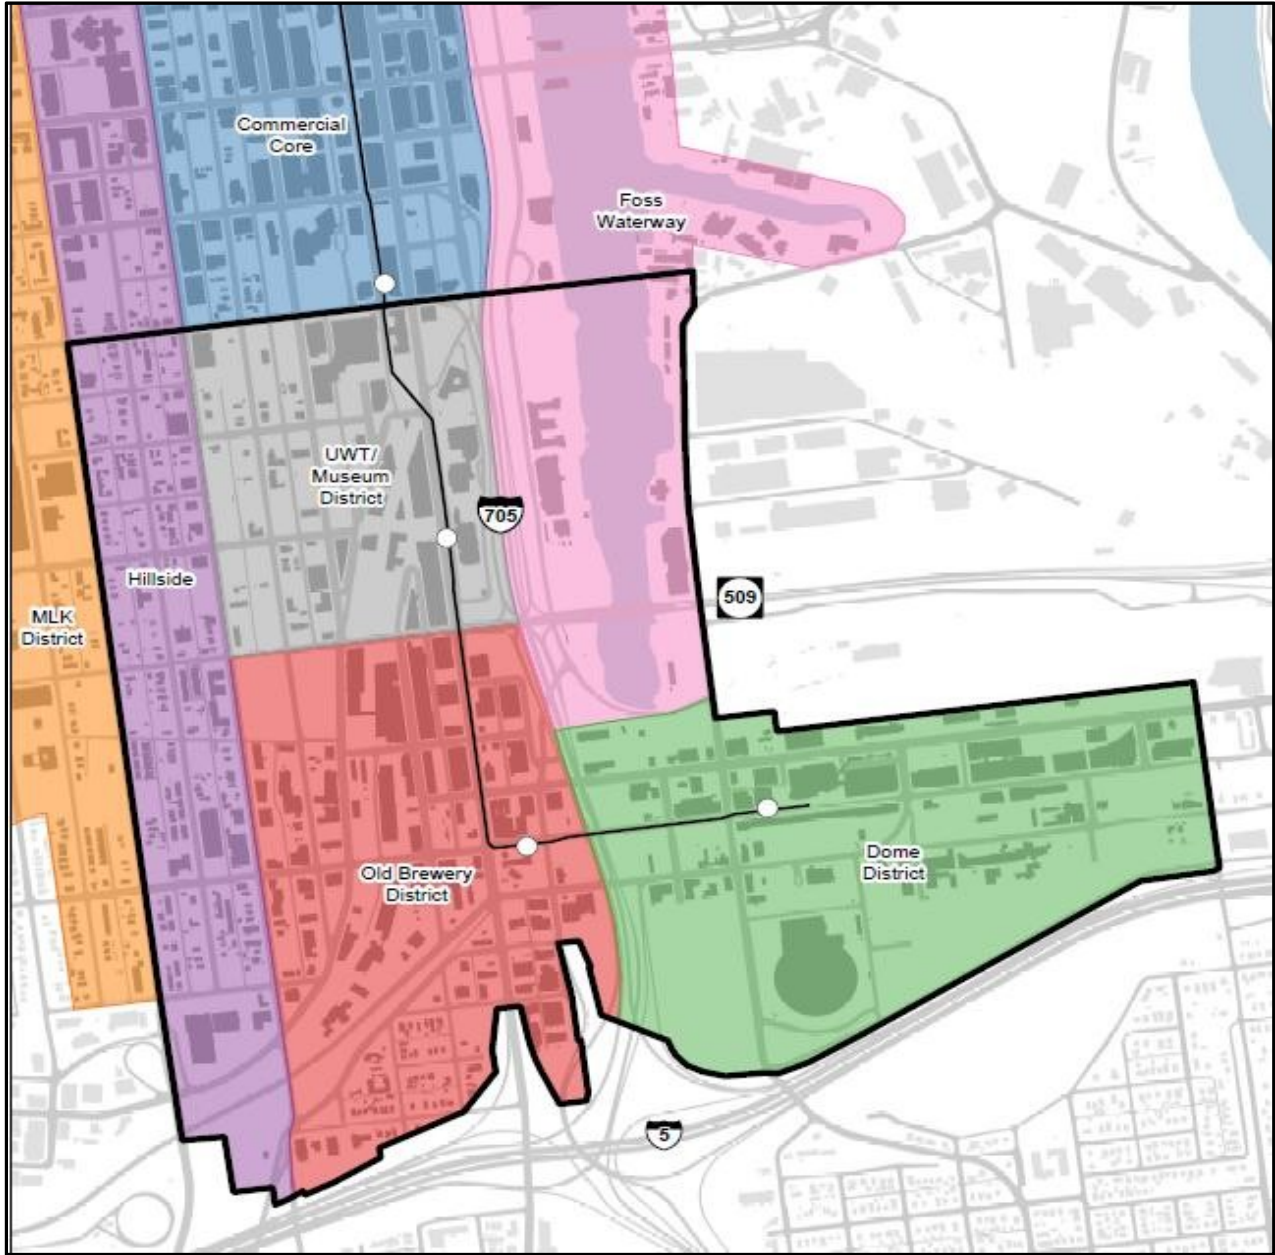 Commercial
Core
Foss
Waterway
UWT/
Museum
District
705
Hillside
509
MLK
District
Dome
District
Old Brewery
District
5